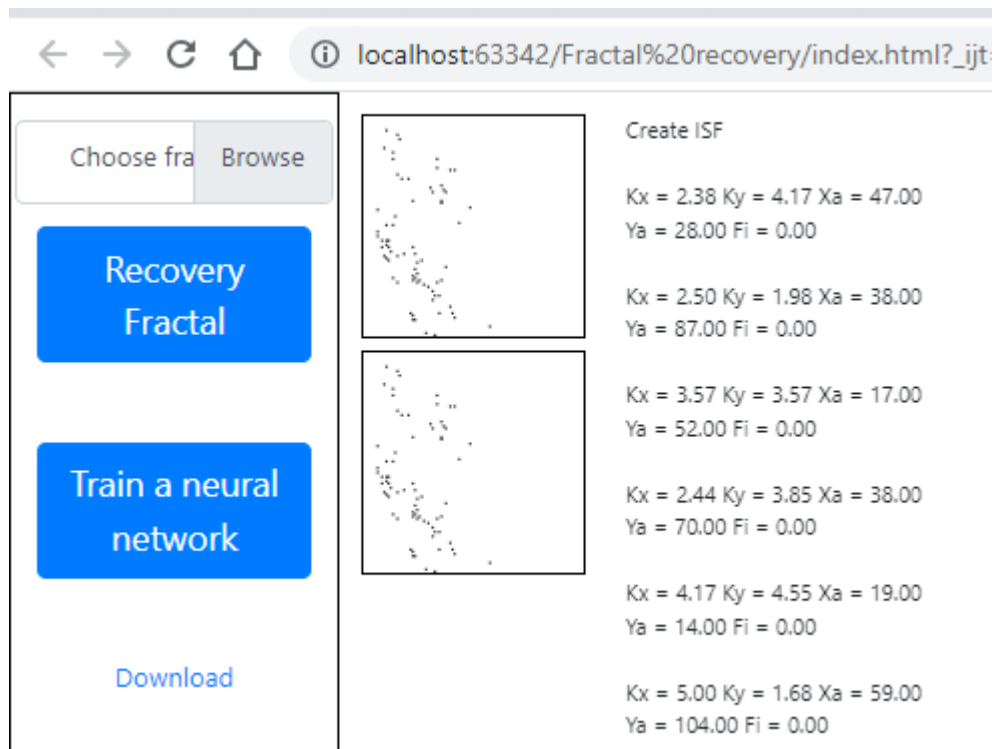 localhost:63342/Fractal%20recovery/index.html?_ijt=
Choose fra Browse
Recovery
Fractal
Train a neural
network
Download
Create ISF
Kx = 2.38 Ky = 4.17 Xa = 47.00
Ya = 28.00 Fi = 0.00
Kx = 2.50 Ky = 1.98 Xa = 38.00
Ya = 87.00 Fi = 0.00
Kx = 3.57 Ky = 3.57 Xa = 17.00
Ya = 52.00 Fi = 0.00
Kx = 2.44 Ky = 3.85 Xa = 38.00
Ya = 70.00 Fi = 0.00
Kx = 4.17 Ky = 4.55 Xa = 19.00
Ya = 14.00 Fi = 0.00
Kx = 5.00 Ky = 1.68 Xa = 59.00
Ya = 104.00 Fi = 0.00